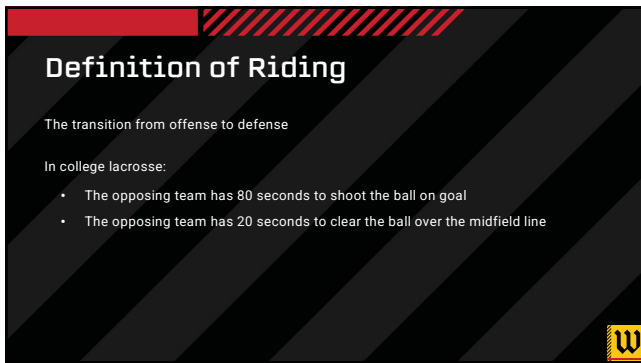 Definition of Riding
The transition from offense to defense
In college lacrosse:
• The opposing team has 80 seconds to shoot the ball on goal
• The opposing team has 20 seconds to clear the ball over the midfield line
W